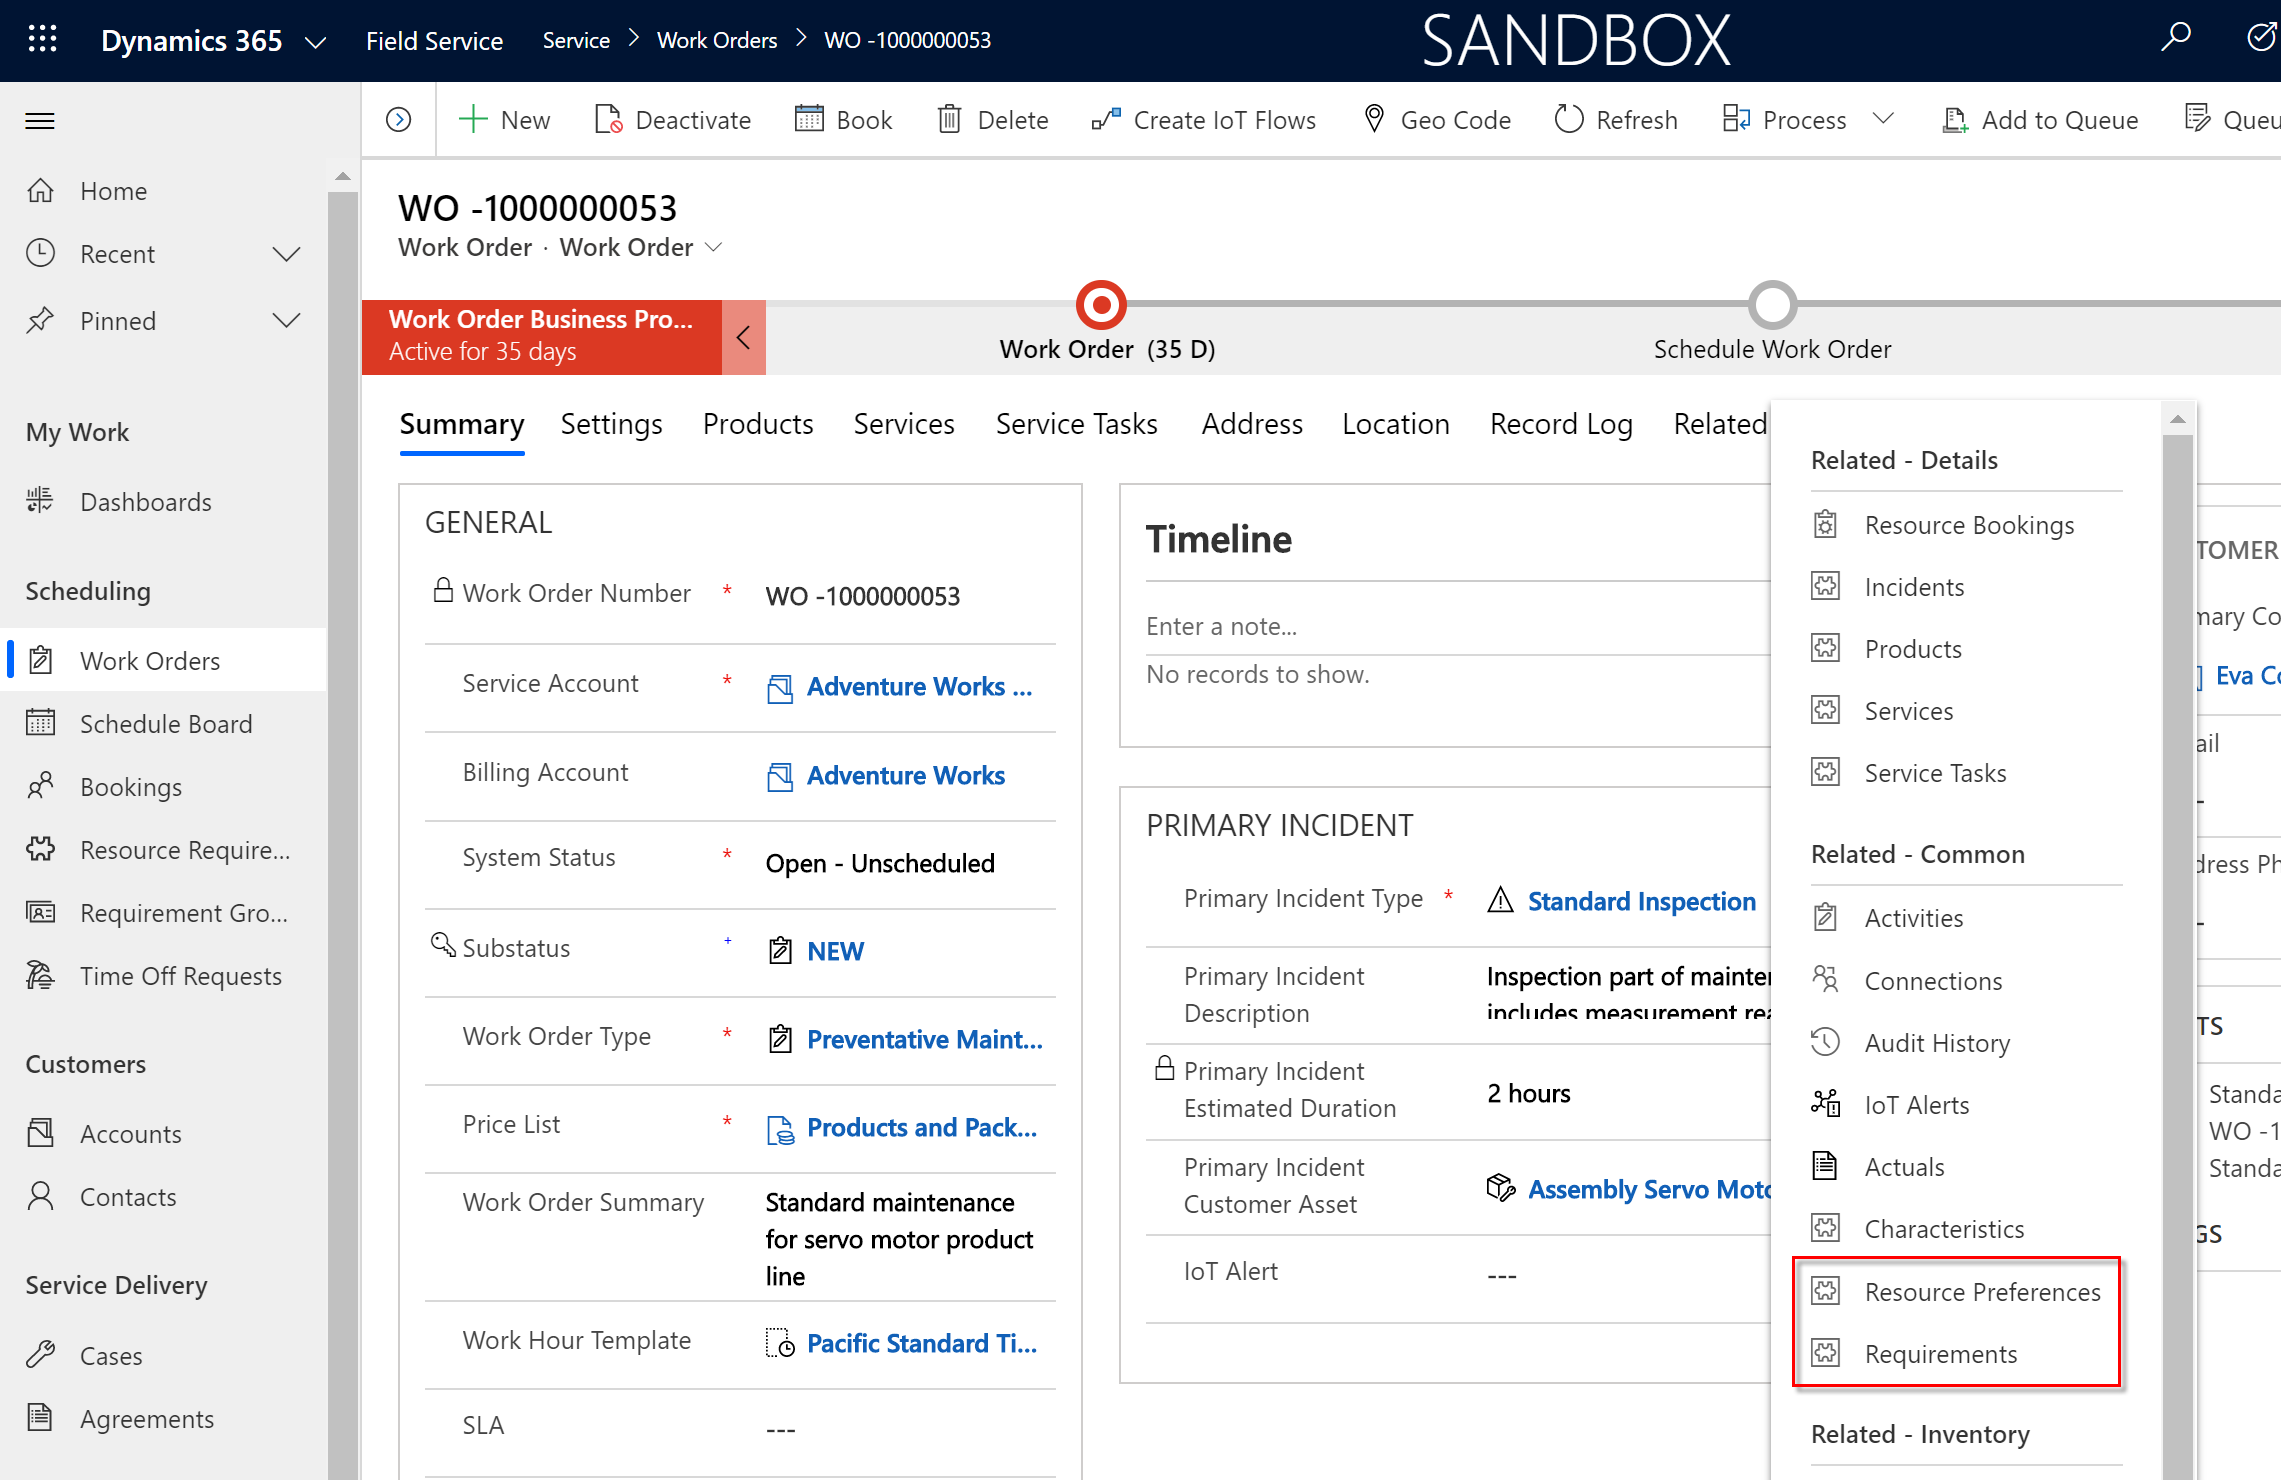 Dynamics 365
Field Service
Service
Work Orders
WO -1000000053
SANDBOX
New
Deactivate
Book
Delete
Create IoT Flows
Geo Code
Refresh
Process
Add to Queue
Queu
Home
Recent
Pinned
My Work
Dashboards
Scheduling
Work Orders
Schedule Board
Bookings
Resource Require...
Requirement Gro...
Time Off Requests
Customers
Accounts
Contacts
Service Delivery
Cases
Agreements
WO -1000000053
Work Order · Work Order
Work Order Business Pro...
Active for 35 days
Work Order (35 D)
Schedule Work Order
Summary
Settings
Products
Services
Service Tasks
Address
Location
Record Log
Related
GENERAL
Work Order Number * WO -1000000053
Service Account * Adventure Works ...
Billing Account Adventure Works
System Status * Open - Unscheduled
Substatus + NEW
Work Order Type * Preventative Maint...
Price List * Products and Pack...
Work Order Summary Standard maintenance
for servo motor product
line
Work Hour Template Pacific Standard Ti...
SLA ---
Timeline
Enter a note...
No records to show.
PRIMARY INCIDENT
Primary Incident Type * Standard Inspection
Primary Incident
Description
Inspection part of mainte
includes measurement rea
Primary Incident
Estimated Duration
2 hours
Primary Incident
Customer Asset
Assembly Servo Moto
IoT Alert ---
Related - Details
Resource Bookings
Incidents
Products
Services
Service Tasks
Related - Common
Activities
Connections
Audit History
IoT Alerts
Actuals
Characteristics
Resource Preferences
Requirements
Related - Inventory
TOMER
mary Co
Eva Co
ail
--
dress Ph
--
TS
Standa
WO -1
Standa
GS